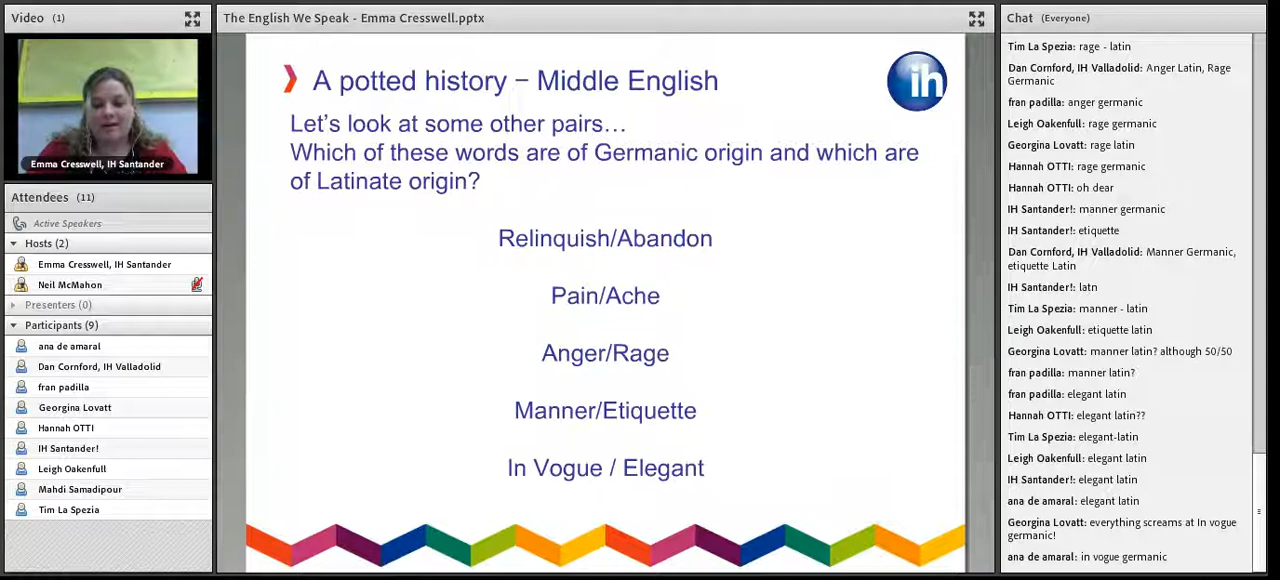 Video (1)
Emma Cresswell, IH Santander
Attendees (11)
Active Speakers
Hosts (2)
Emma Cresswell, IH Santander
Neil McMahon
Presenters (0)
Participants (9)
ana de amaral
Dan Cornford, IH Valladolid
fran padilla
Georgina Lovatt
Hannah OTTI
IH Santander!
Leigh Oakenfull
Mahdi Samadipour
Tim La Spezia
The English We Speak - Emma Cresswell.pptx
A potted history – Middle English
ih
Let's look at some other pairs…
Which of these words are of Germanic origin and which are
of Latinate origin?
Relinquish/Abandon
Pain/Ache
Anger/Rage
Manner/Etiquette
In Vogue / Elegant
Chat (Everyone)
Tim La Spezia: rage - latin
Dan Cornford, IH Valladolid: Anger Latin, Rage
Germanic
fran padilla: anger germanic
Leigh Oakenfull: rage germanic
Georgina Lovatt: rage latin
Hannah OTTI: rage germanic
Hannah OTTI: oh dear
IH Santander!: manner germanic
IH Santander!: etiquette
Dan Cornford, IH Valladolid: Manner Germanic,
etiquette Latin
IH Santander!: latn
Tim La Spezia: manner - latin
Leigh Oakenfull: etiquette latin
Georgina Lovatt: manner latin? although 50/50
fran padilla: manner latin?
fran padilla: elegant latin
Hannah OTTI: elegant latin??
Tim La Spezia: elegant-latin
Leigh Oakenfull: elegant latin
IH Santander!: elegant latin
ana de amaral: elegant latin
Georgina Lovatt: everything screams at In vogue
germanic!
ana de amaral: in vogue germanic